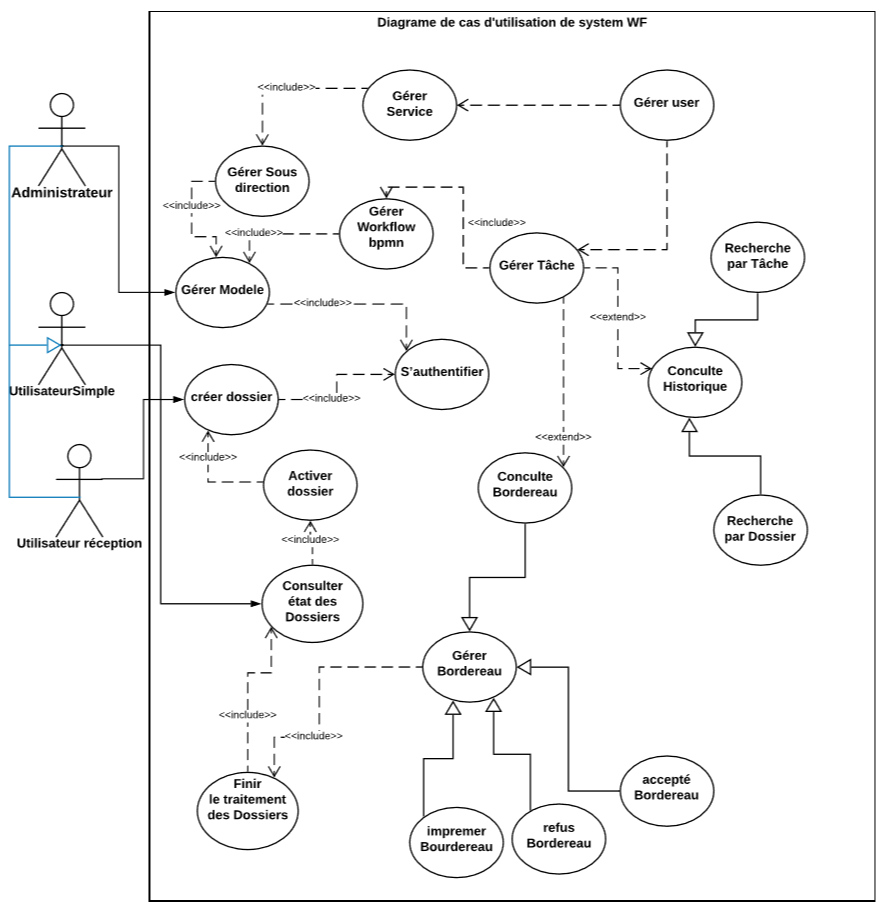 Diagrame de cas d'utilisation de system WF
<<include>>
Gérer
Service
Gérer user
Administrateur
Gérer Sous
direction
<<include>>
Gérer
Workflow
bpmn
<<include>>
<<include>>
Gérer Tâche
Recherche
par Tâche
Gérer Modele
<<include>>
<<extend>>
UtilisateurSimple
créer dossier
<<include>>
S'authentifier
Conculte
Historique
<<include>>
<<extend>>
Activer
dossier
Conculte
Bordereau
Utilisateur réception
<<include>>
Recherche
par Dossier
Consulter
état des
Dossiers
Gérer
Bordereau
<<include>>
<<include>>
Finir
le traitement
des Dossiers
accepté
Bordereau
impremer
Bourdereau
refus
Bordereau